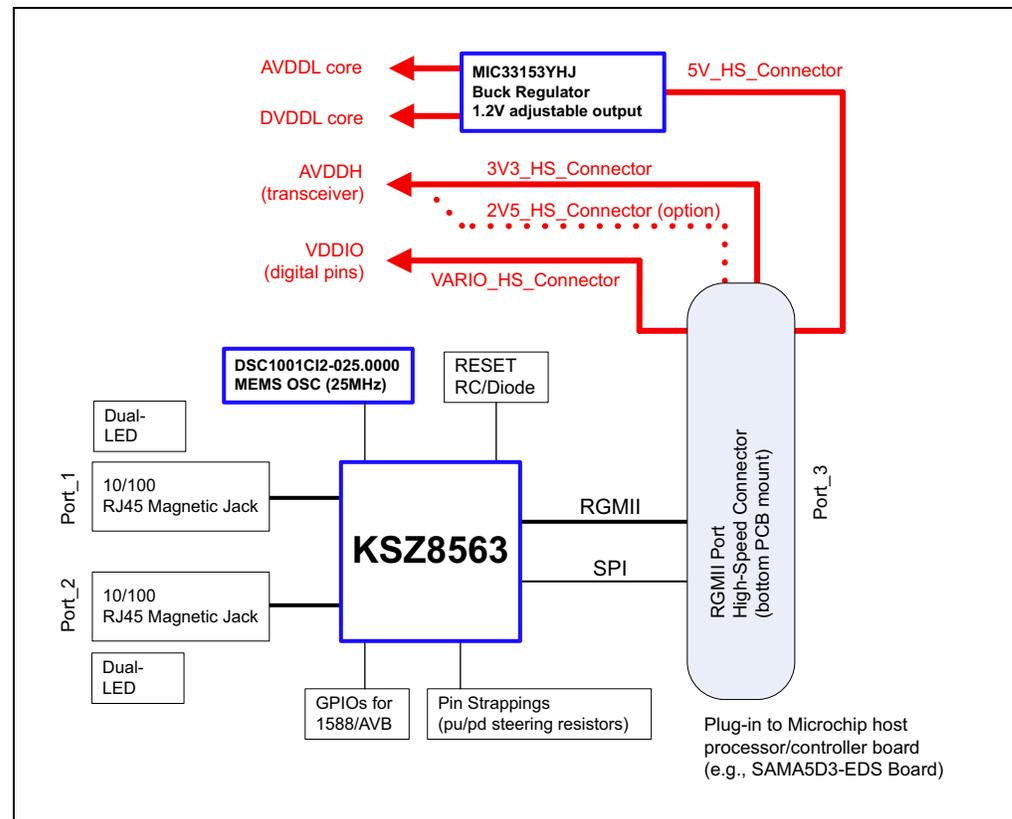 AVDDL core
MIC33153YHJ
Buck Regulator
1.2V adjustable output
5V_HS_Connector
DVDDL core
AVDDH
(transceiver)
3V3_HS_Connector
2V5_HS_Connector (option)
VDDIO
(digital pins)
VARIO_HS_Connector
DSC1001CI2-025.0000
MEMS OSC (25MHz)
RESET
RC/Diode
Dual-
LED
Port_1
10/100
RJ45 Magnetic Jack
KSZ8563
RGMII
SPI
RGMII Port
High-Speed Connector
(bottom PCB mount)
Port_3
Port_2
10/100
RJ45 Magnetic Jack
Dual-
LED
GPIOs for
1588/AVB
Pin Strappings
(pu/pd steering resistors)
Plug-in to Microchip host
processor/controller board
(e.g., SAMA5D3-EDS Board)